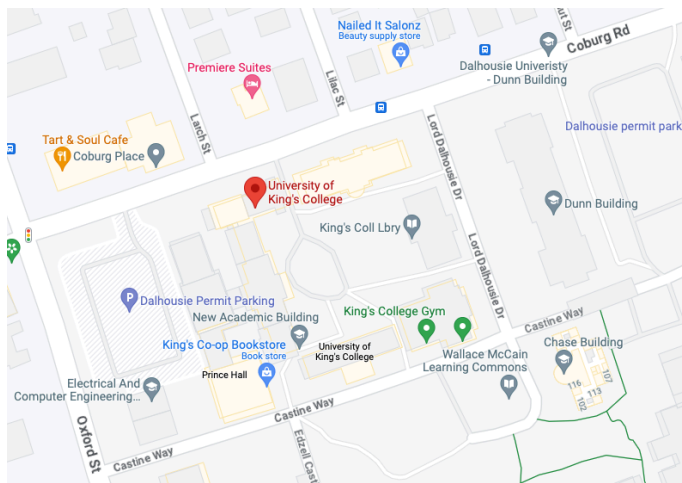 Nailed It Salonz
Beauty supply store
Coburg Rd
Premiere Suites
Dalhousie Univeristy
- Dunn Building
Lilac St
Larch St
Lord Dalhousie Dr
Dalhousie permit park
Tart & Soul Cafe
Coburg Place
University of
King's College
Dunn Building
King's Coll Lbry
Lord Dalhousie Dr
P
Dalhousie Permit Parking
New Academic Building
King's College Gym
Castine Way
King's Co-op Bookstore
Book store
University of
King's College
Chase Building
Prince Hall
Wallace McCain
Learning Commons
Electrical And
Computer Engineering...
116
107
113
102
Castine Way
Oxford St
Edzell Cast
Castine Way